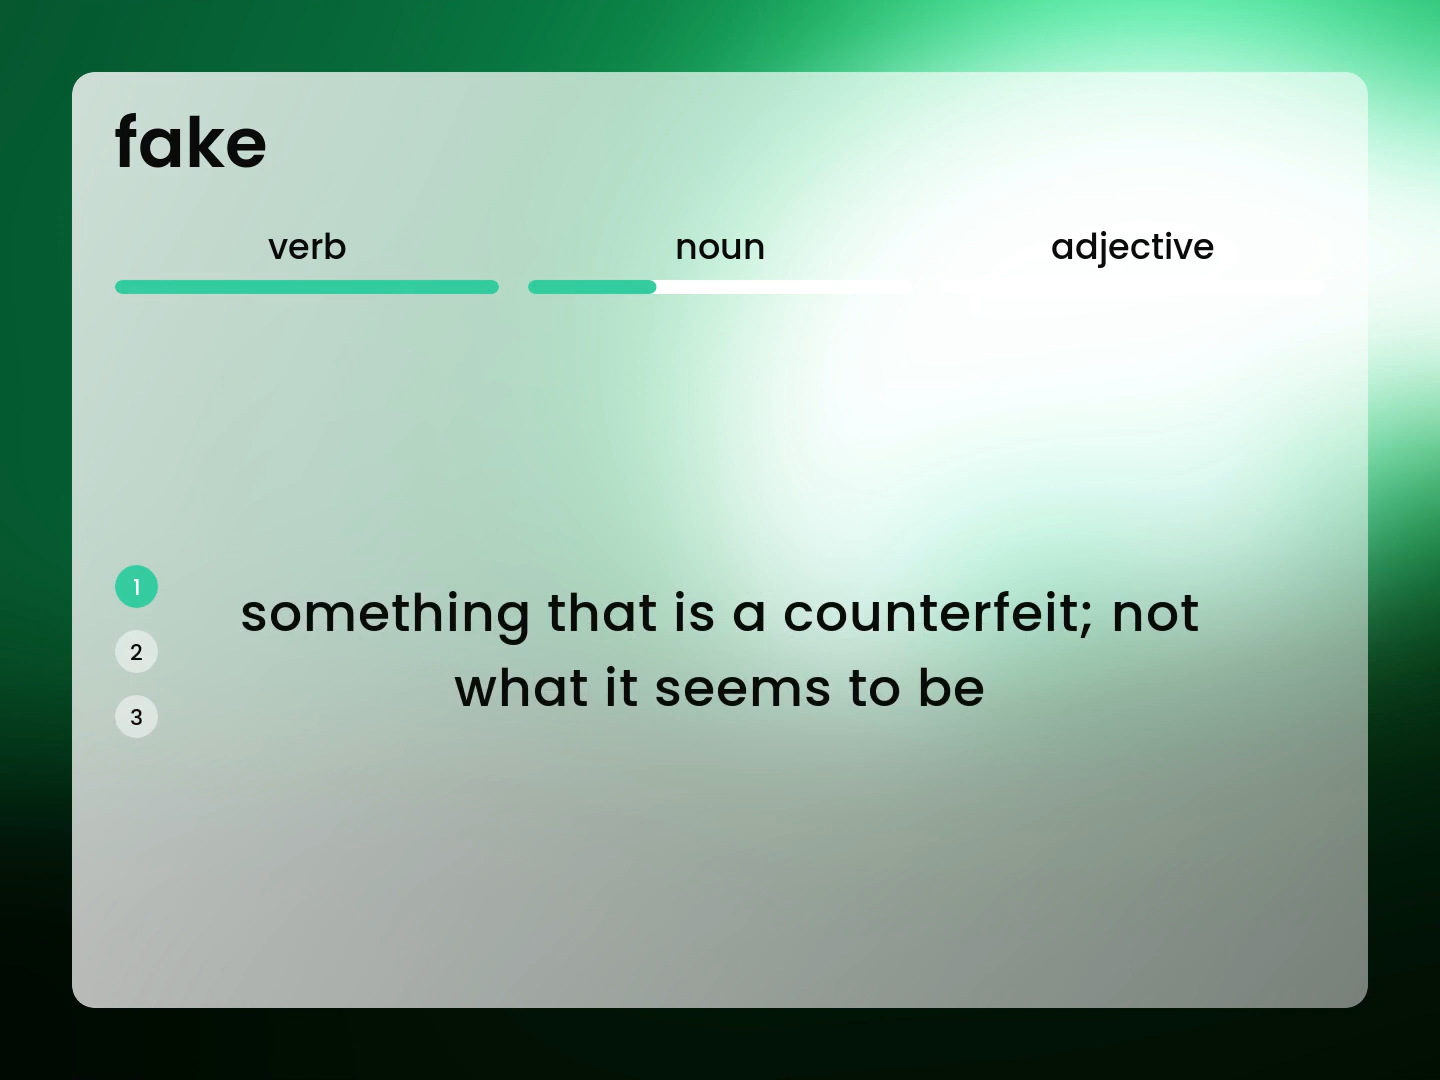 fake
verb noun adjective
1
2
3
something that is a counterfeit; not
what it seems to be